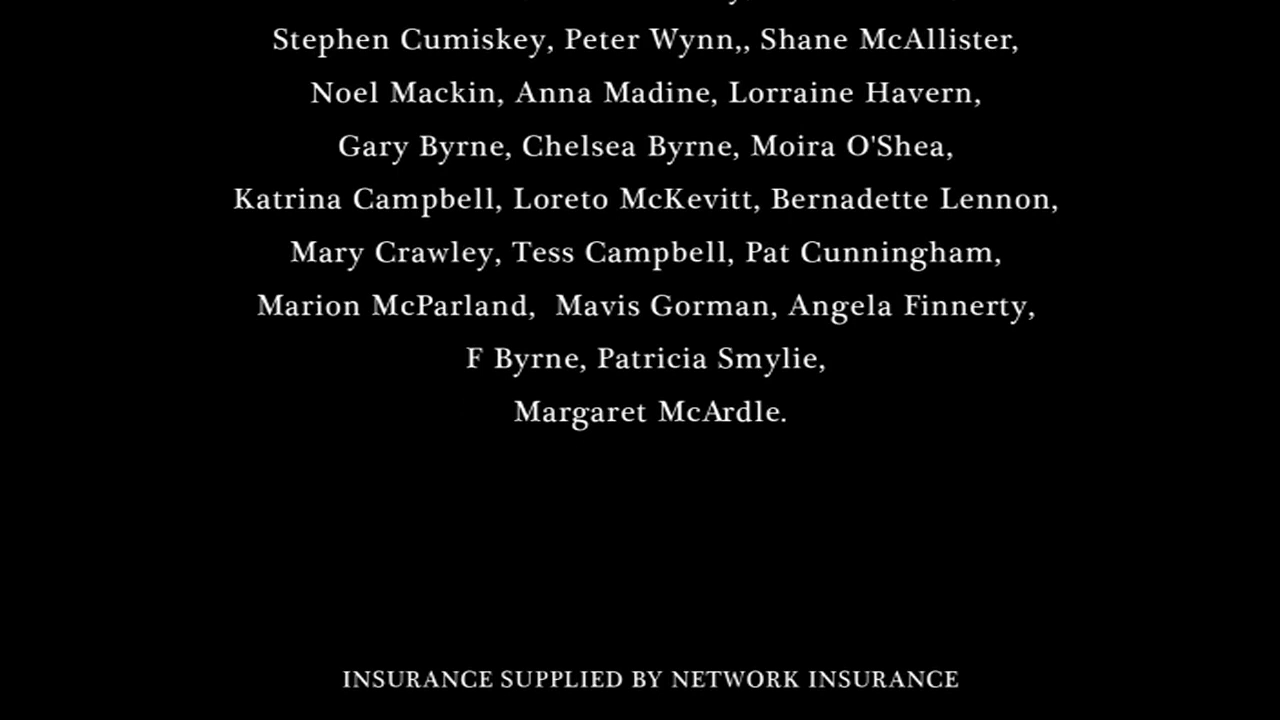 Stephen Cumiskey, Peter Wynn,, Shane McAllister,
Noel Mackin, Anna Madine, Lorraine Havern,
Gary Byrne, Chelsea Byrne, Moira O'Shea,
Katrina Campbell, Loreto McKevitt, Bernadette Lennon,
Mary Crawley, Tess Campbell, Pat Cunningham,
Marion McParland,  Mavis Gorman, Angela Finnerty,
F Byrne, Patricia Smylie,
Margaret McArdle.
INSURANCE SUPPLIED BY NETWORK INSURANCE